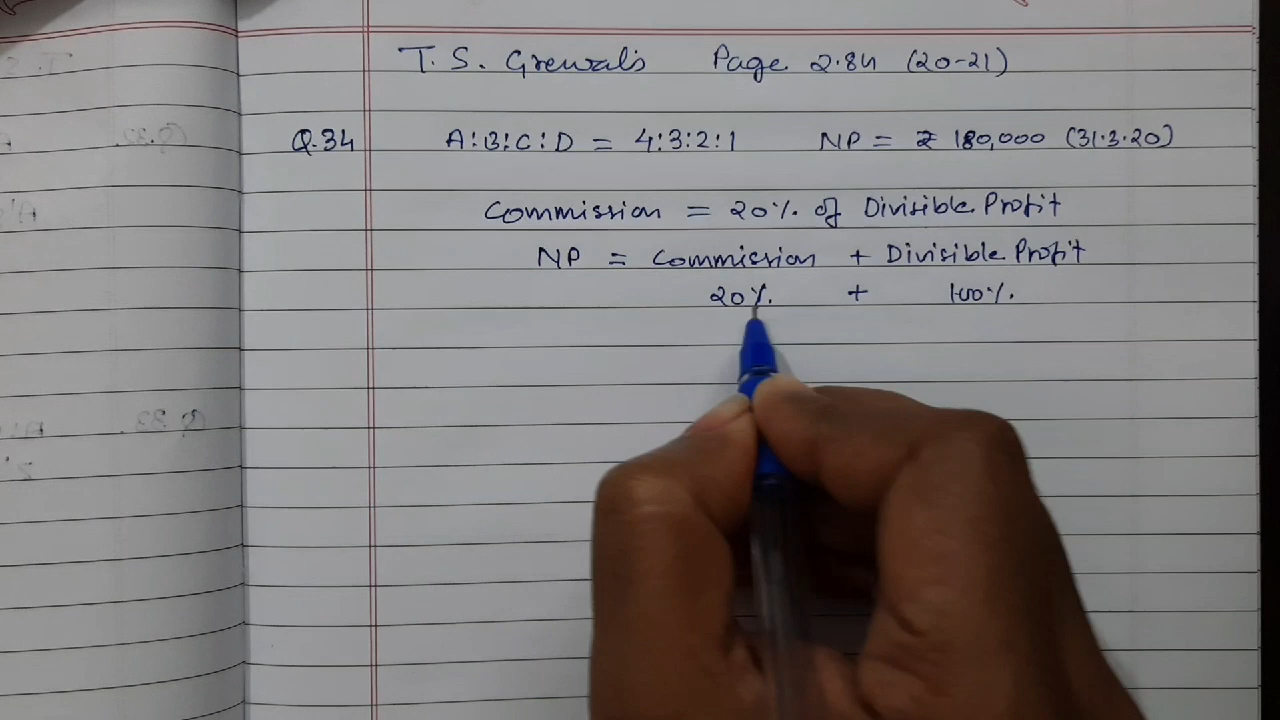 T. S. Grewal's Page 2.84 (20-21)
Q.34 A:B:C:D = 4:3:2:1 NP = ₹ 180,000 (31.3.20)
Commission = 20% of Divisible Profit
NP = Commission + Divisible Profit
20% + 100%